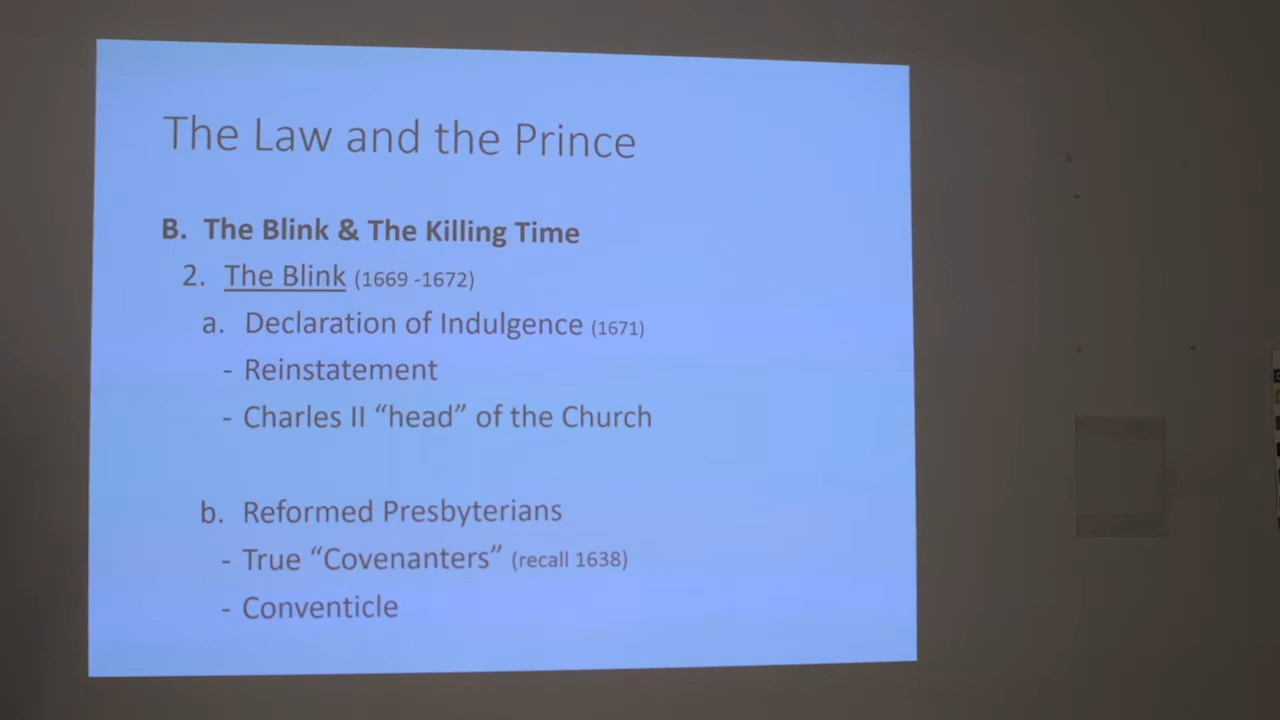 The Law and the Prince
B. The Blink & The Killing Time
2. The Blink (1669 -1672)
a. Declaration of Indulgence (1671)
- Reinstatement
- Charles II “head” of the Church
b. Reformed Presbyterians
- True “Covenanters” (recall 1638)
- Conventicle